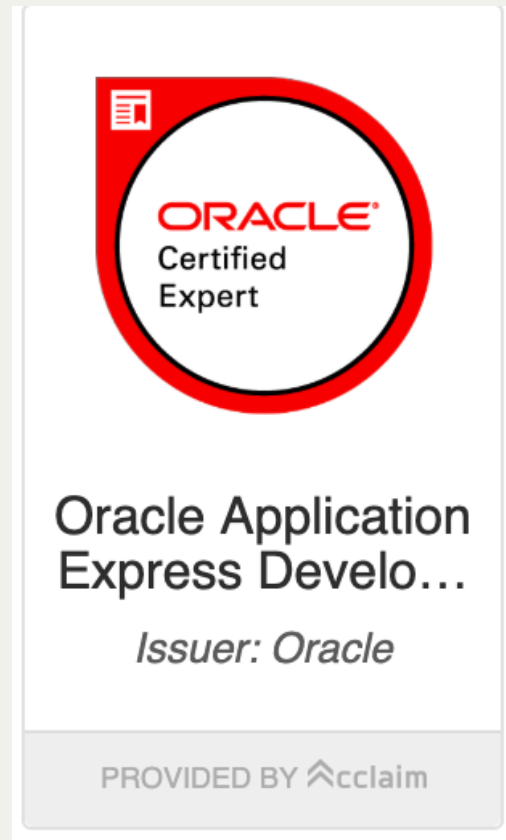 ORACLE®
Certified
Expert
Oracle Application
Express Develo...
Issuer: Oracle
PROVIDED BY Acclaim